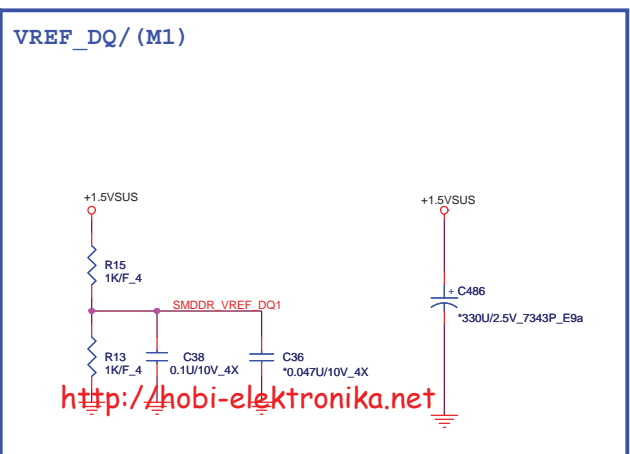 VREF_DQ/(M1)
+1.5VSUS
+1.5VSUS
R15
1K/F_4
C486
+
*330U/2.5V_7343P_E9a
SMDDR_VREF_DQ1
R13
1K/F_4
C38
0.1U/10V_4X
C36
*0.047U/10V_4X
http://hobi-elektronika.net